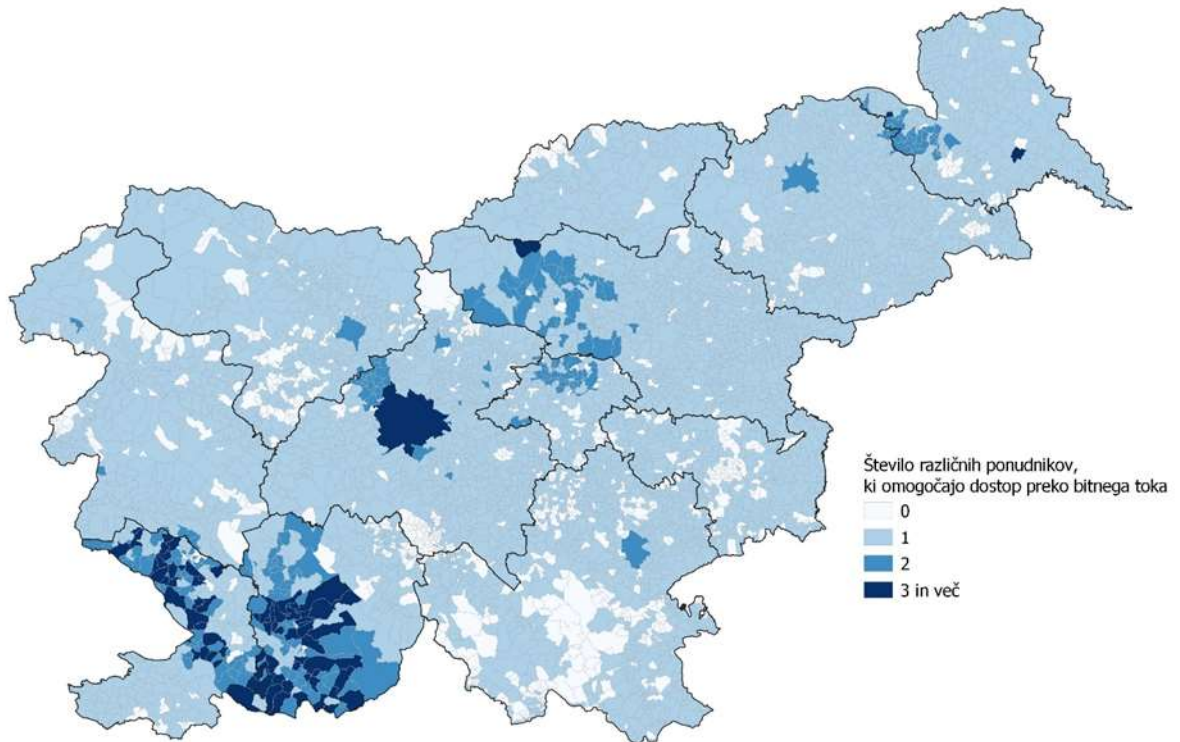 Število različnih ponudnikov,
ki omogočajo dostop preko bitnega toka
0
1
2
3 in več